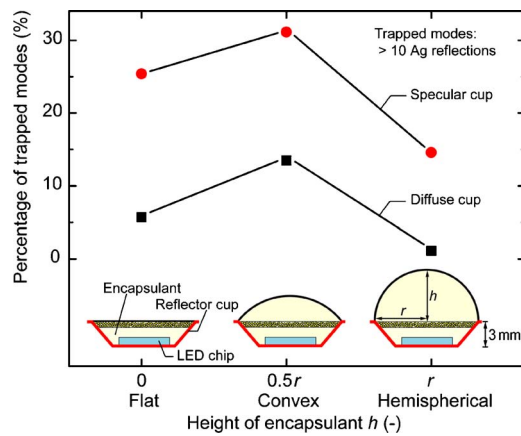 Percentage of trapped modes (%)
30
20
10
0
Trapped modes:
> 10 Ag reflections
Specular cup
Diffuse cup
Encapsulant
Reflector cup
LED chip
r
h
3 mm
0
0.5r
r
Flat
Convex
Hemispherical
Height of encapsulant h (-)